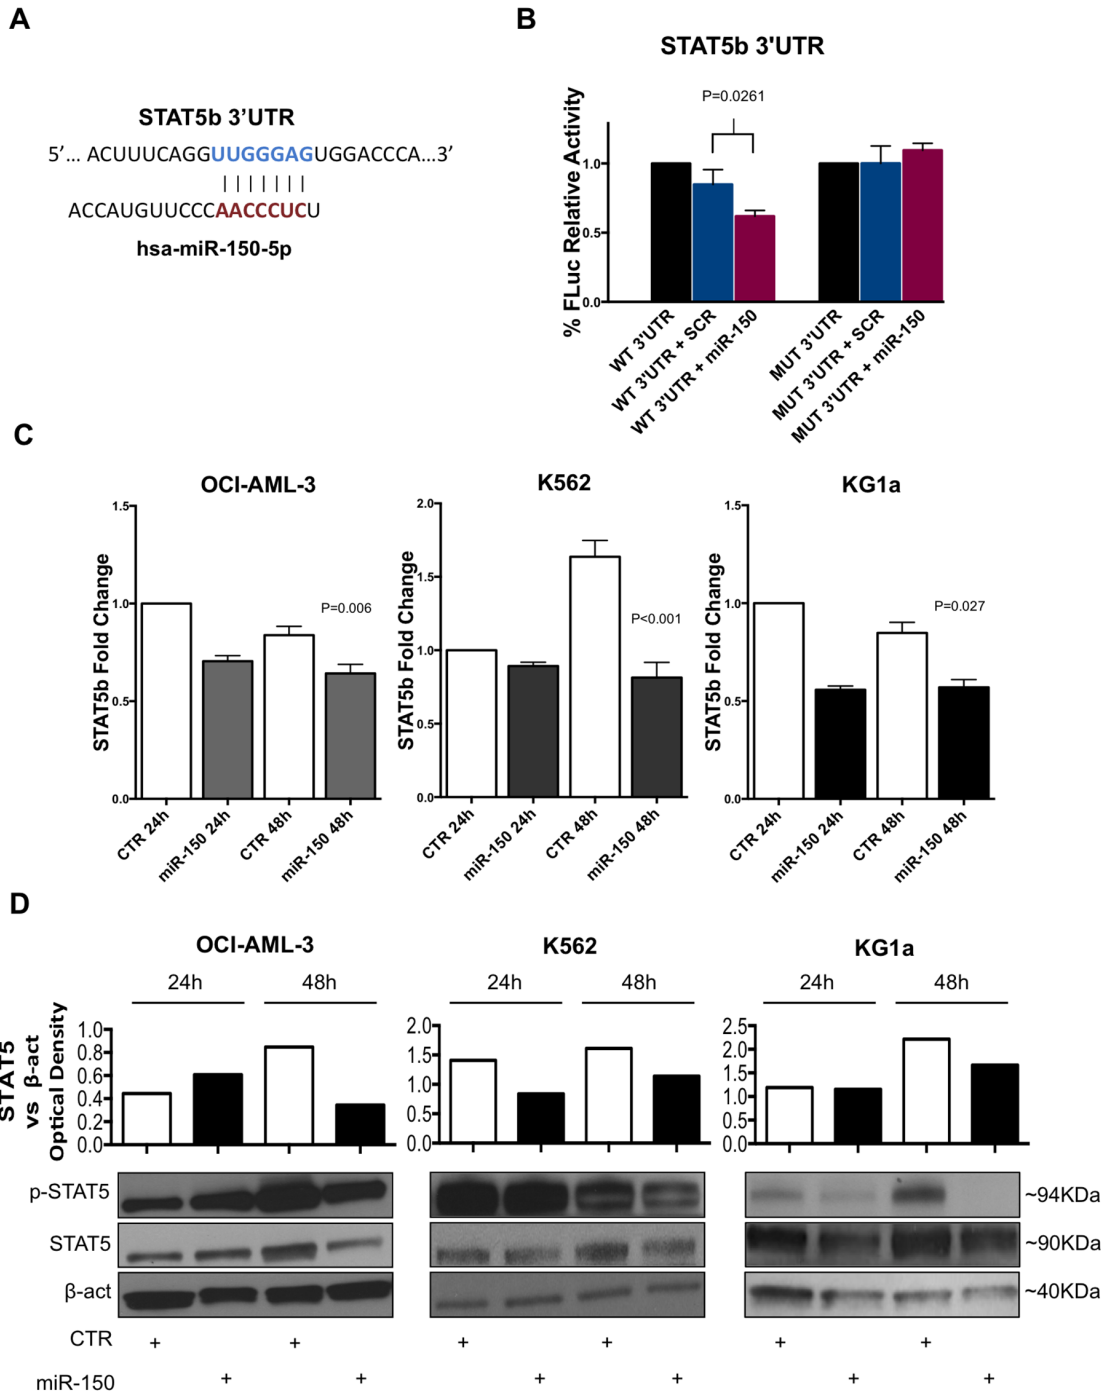 A
STAT5b 3’UTR
5’... ACUUUCAGGUUGGGAGUGGACCCA...3’
ACCAUGUUCCCAACCCUCU
hsa-miR-150-5p
B
STAT5b 3'UTR
P=0.0261
% FLuc Relative Activity
1.0
0.5
0.0
WT 3'UTR
WT 3'UTR + SCR
WT 3'UTR + miR-150
MUT 3'UTR
MUT 3'UTR + SCR
MUT 3'UTR + miR-150
C
OCI-AML-3
STAT5b Fold Change
1.5
1.0
0.5
0.0
P=0.006
CTR 24h
miR-150 24h
CTR 48h
miR-150 48h
K562
STAT5b Fold Change
2.0
1.5
1.0
0.5
0.0
P<0.001
CTR 24h
miR-150 24h
CTR 48h
miR-150 48h
KG1a
STAT5b Fold Change
1.5
1.0
0.5
0.0
P=0.027
CTR 24h
miR-150 24h
CTR 48h
miR-150 48h
D
OCI-AML-3
24h 48h
STAT5
vs β-act
Optical Density
1.0
0.8
0.6
0.4
0.2
0.0
K562
24h 48h
2.0
1.5
1.0
0.5
0.0
KG1a
24h 48h
2.5
2.0
1.5
1.0
0.5
0.0
p-STAT5 ~94KDa
STAT5 ~90KDa
β-act ~40KDa
CTR + + + + + +
miR-150 + + + + + +